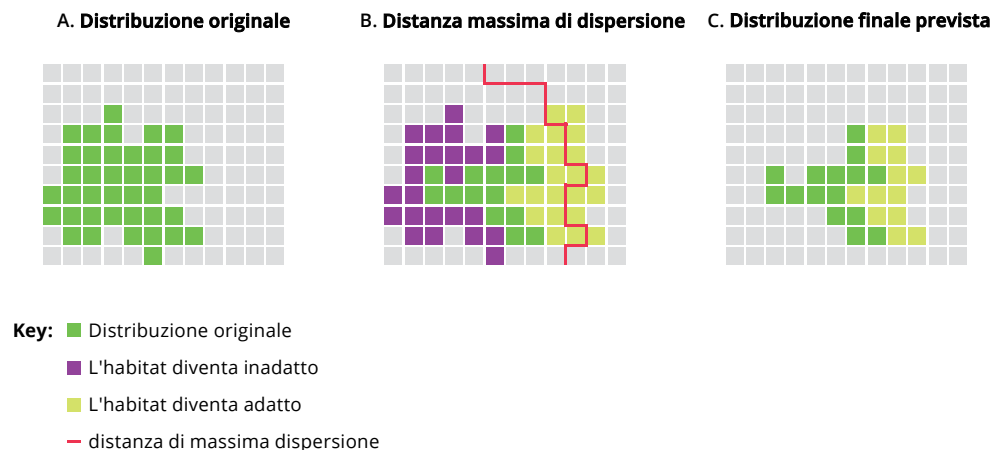 A. Distribuzione originale
B. Distanza massima di dispersione
C. Distribuzione finale prevista
Key:
Distribuzione originale
L'habitat diventa inadatto
L'habitat diventa adatto
distanza di massima dispersione